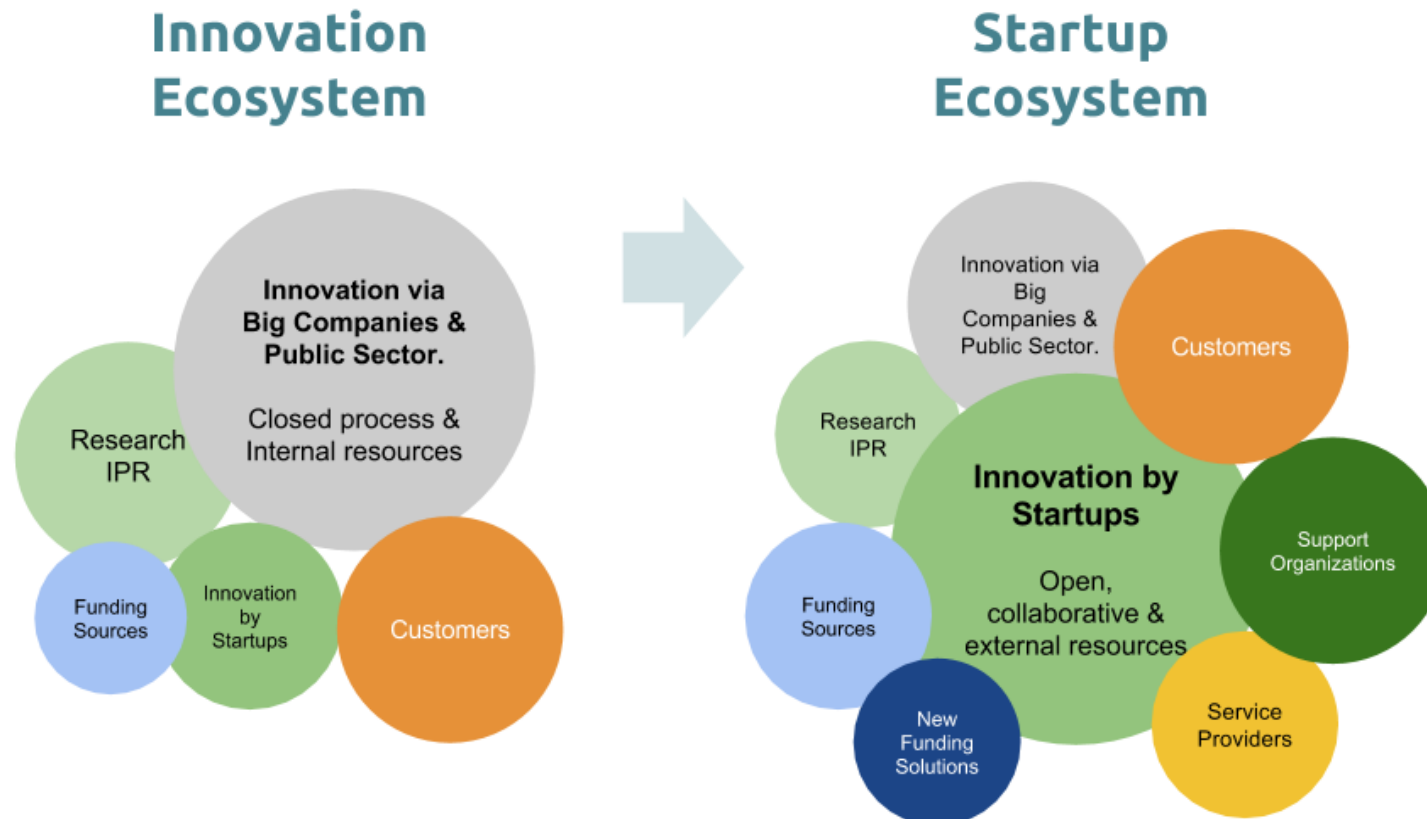 Innovation
Ecosystem
Innovation via
Big Companies &
Public Sector.
Closed process &
Internal resources
Research
IPR
Funding
Sources
Innovation
by
Startups
Customers
Startup
Ecosystem
Innovation via
Big
Companies &
Public Sector.
Customers
Research
IPR
Innovation by
Startups
Open,
collaborative &
external resources
Support
Organizations
Funding
Sources
New
Funding
Solutions
Service
Providers